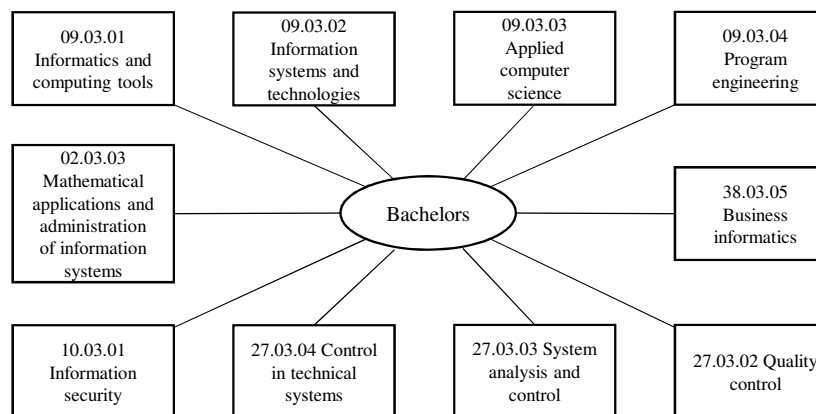 09.03.01
Informatics and
computing tools
09.03.02
Information
systems and
technologies
09.03.03
Applied
computer
science
09.03.04
Program
engineering
02.03.03
Mathematical
applications and
administration
of information
systems
Bachelors
38.03.05
Business
informatics
10.03.01
Information
security
27.03.04 Control
in technical
systems
27.03.03 System
analysis and
control
27.03.02 Quality
control